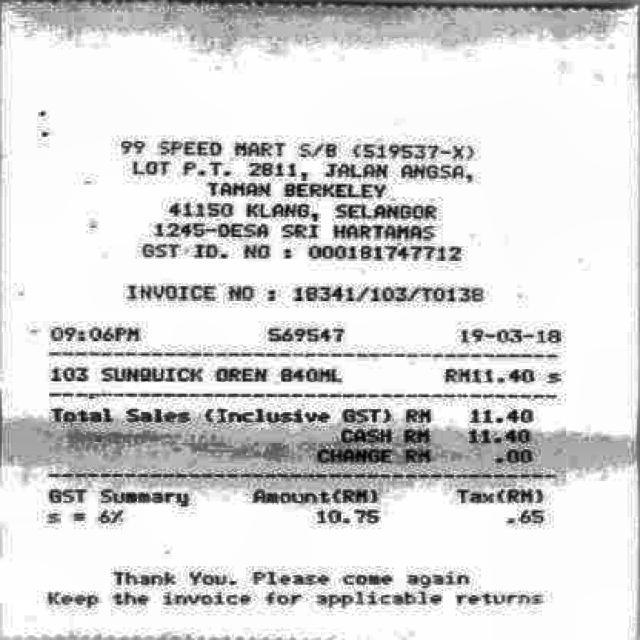 99 SPEED MART S/B (519537-X)
LOT P.T. 2811, JALAN ANGSA,
TAMAN BERKELEY
41150 KLANG, SELANGOR
1245-DESA SRI HARTAMAS
GST ID. NO : 000181747712
INVOICE NO : 18341/103/T0138
09:06PM 569547 19-03-18
103 SUNQUICK OREN 840ML RM11.40 s
Total Sales (Inclusive GST) RM 11.40
CASH RM 11.40
CHANGE RM .00
GST Summary Amount(RM) Tax(RM)
s = 6% 10.75 .65
Thank You. Please come again
Keep the invoice for applicable returns